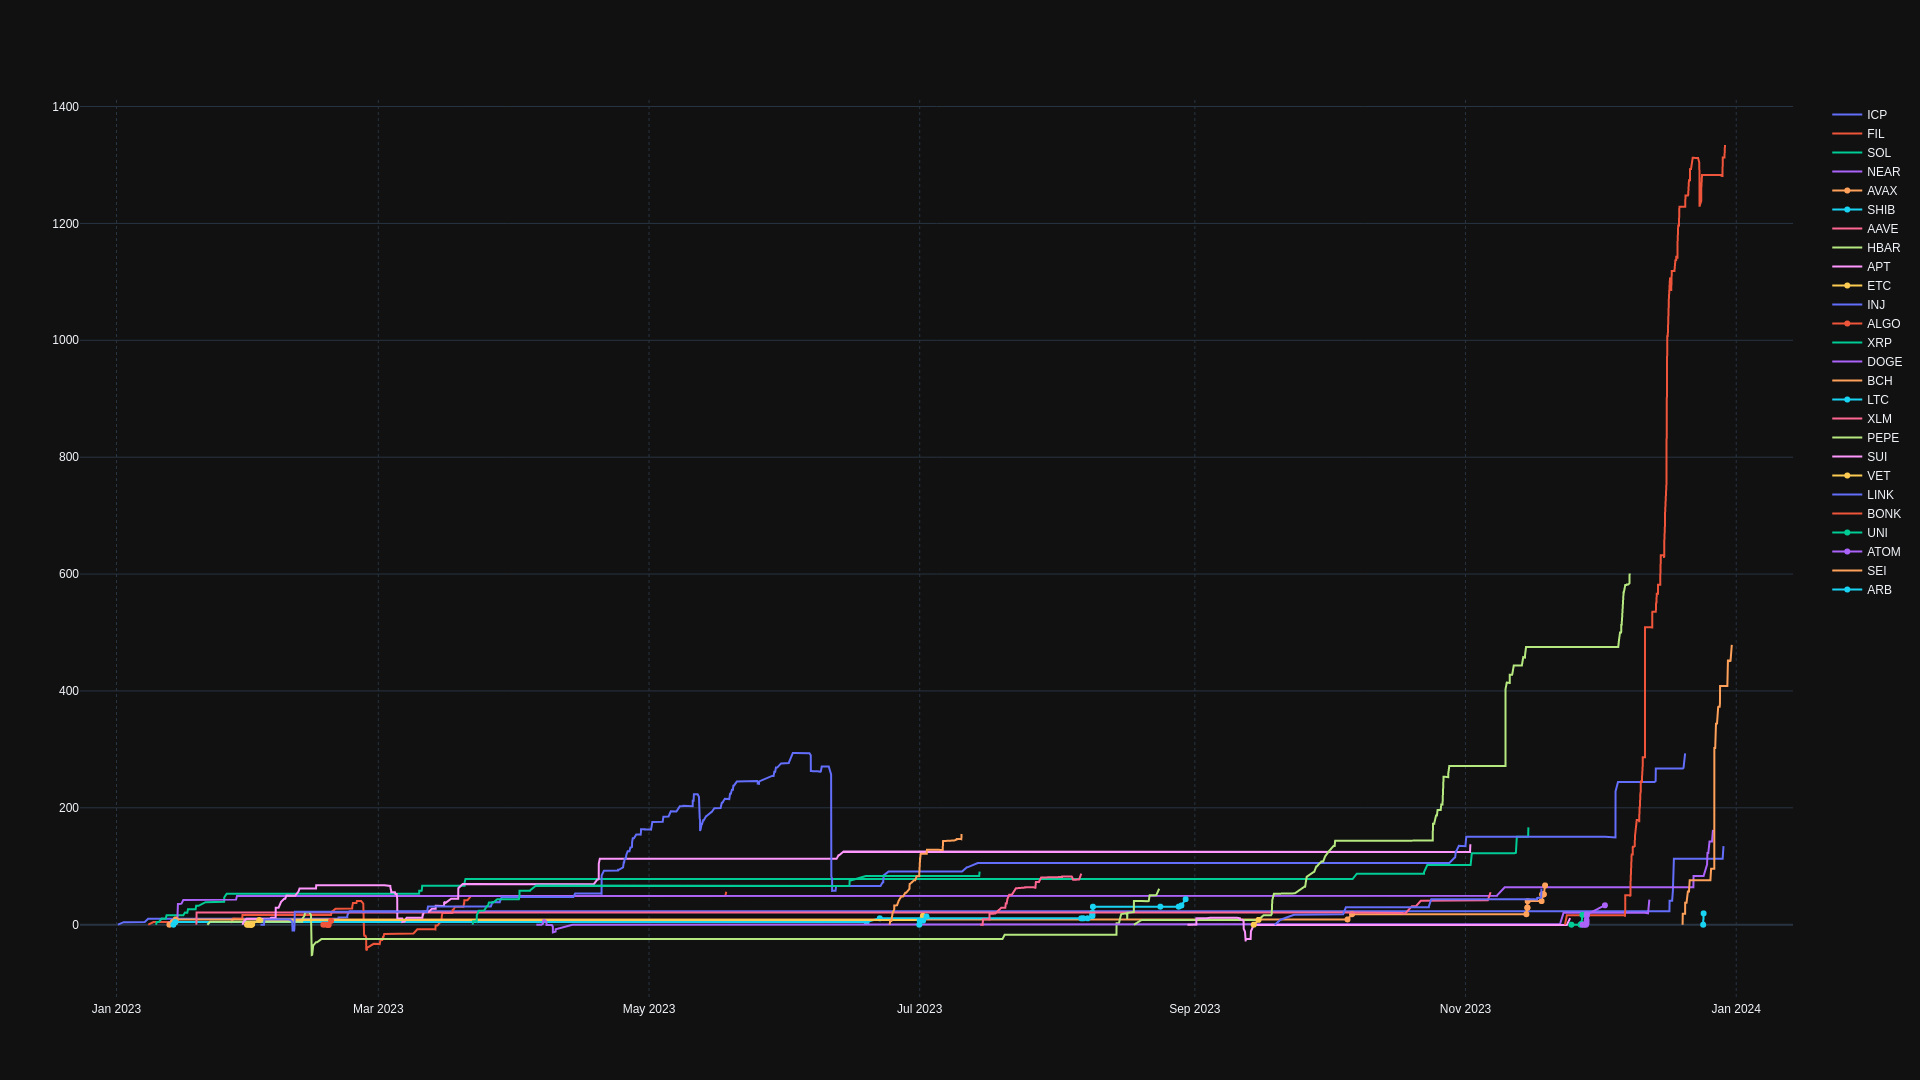 1400
1200
1000
800
600
400
200
0
Jan 2023
Mar 2023
May 2023
Jul 2023
Sep 2023
Nov 2023
Jan 2024
ICP
FIL
SOL
NEAR
AVAX
SHIB
AAVE
HBAR
APT
ETC
INJ
ALGO
XRP
DOGE
BCH
LTC
XLM
PEPE
SUI
VET
LINK
BONK
UNI
ATOM
SEI
ARB